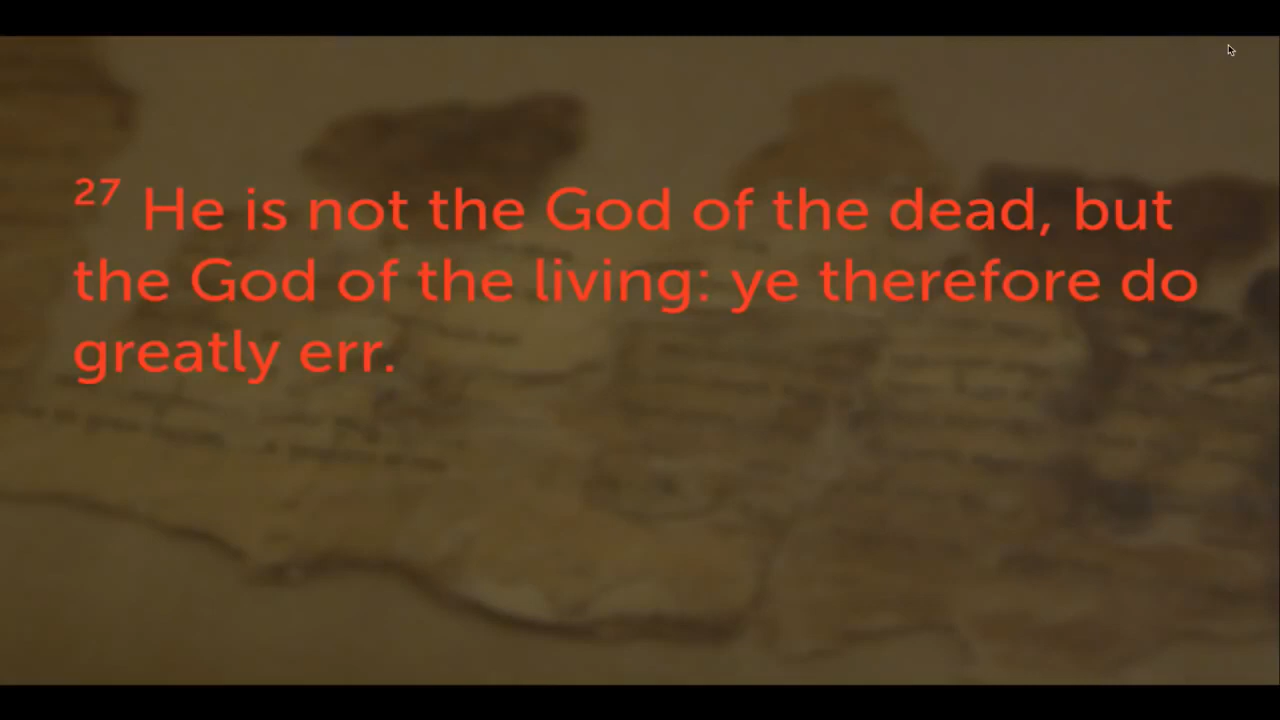 27 He is not the God of the dead, but
the God of the living: ye therefore do
greatly err.